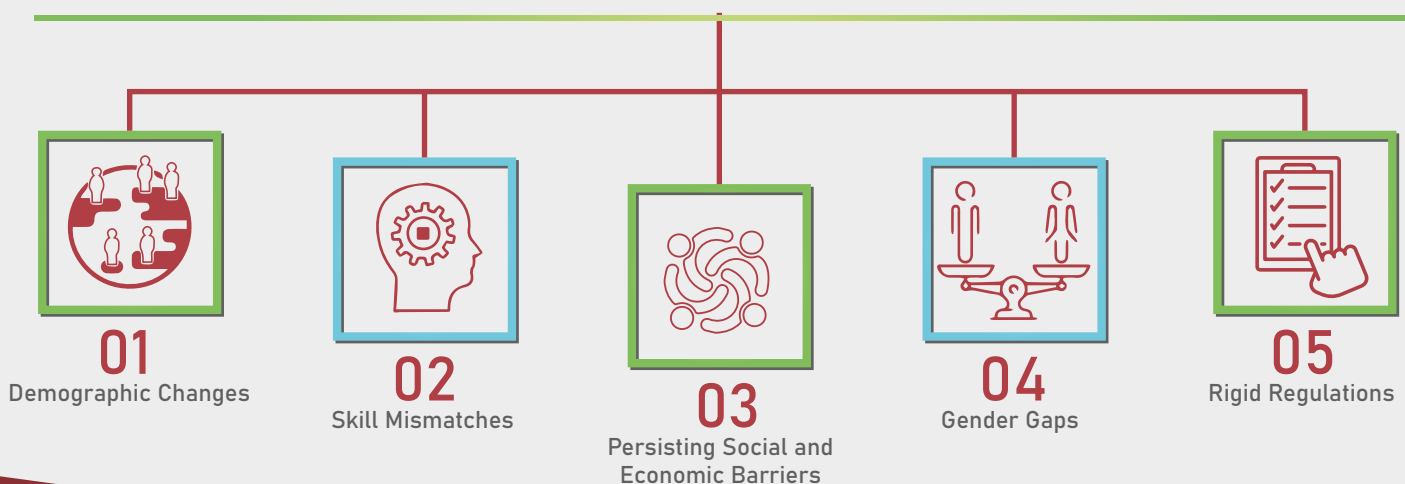 01
Demographic Changes
02
Skill Mismatches
03
Persisting Social and
Economic Barriers
04
Gender Gaps
05
Rigid Regulations